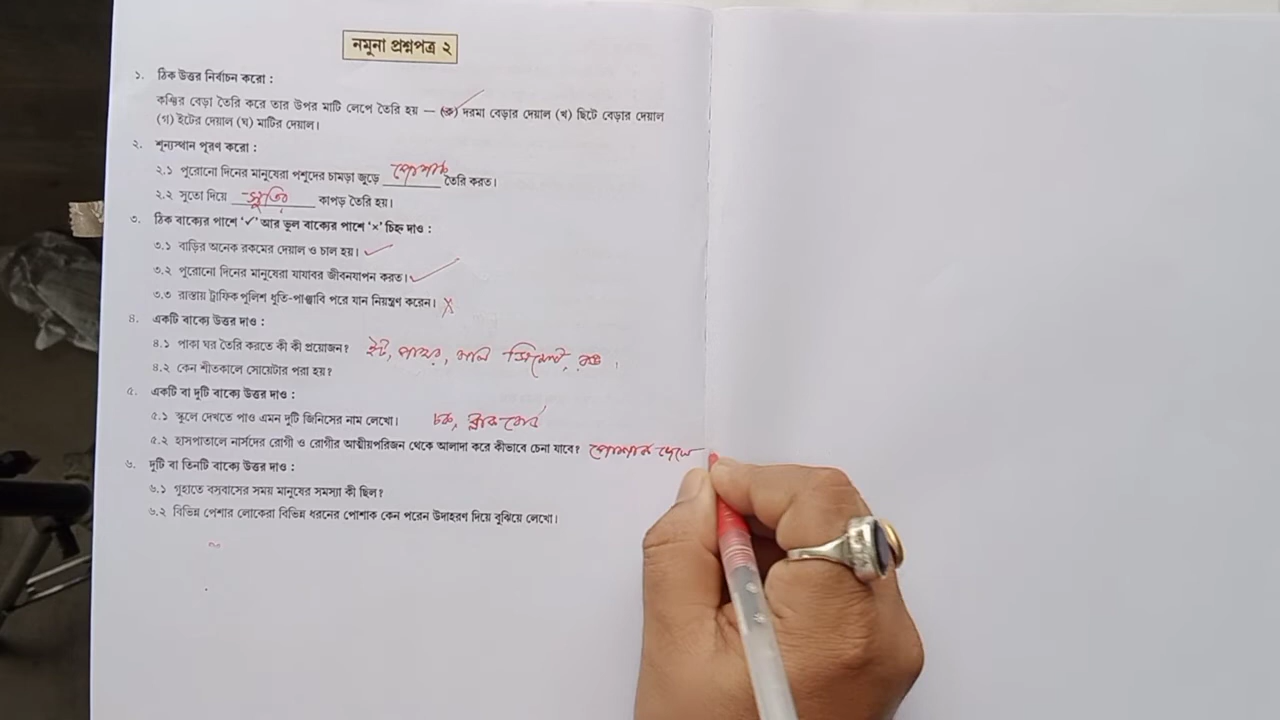 নমুনা প্রশ্নপত্র ২
১. ঠিক উত্তর নির্বাচন করো :
কঞ্চির বেড়া তৈরি করে তার উপর মাটি লেপে তৈরি হয় — (ক) দরমা বেড়ার দেয়াল (খ) ছিটে বেড়ার দেয়াল
(গ) ইটের দেয়াল (ঘ) মাটির দেয়াল।
২. শূন্যস্থান পূরণ করো :
২.১ পুরোনো দিনের মানুষেরা পশুদের চামড়া জুড়ে পোশাক তৈরি করত।
২.২ সুতো দিয়ে সুতির কাপড় তৈরি হয়।
৩. ঠিক বাক্যের পাশে '✓' আর ভুল বাক্যের পাশে '×' চিহ্ন দাও :
৩.১ বাড়ির অনেক রকমের দেয়াল ও চাল হয়। ✓
৩.২ পুরোনো দিনের মানুষেরা যাযাবর জীবনযাপন করত। ✓
৩.৩ রাস্তায় ট্রাফিক পুলিশ ধুতি-পাঞ্জাবি পরে যান নিয়ন্ত্রণ করেন। ×
৪. একটি বাক্যে উত্তর দাও :
৪.১ পাকা ঘর তৈরি করতে কী কী প্রয়োজন? ইট, পাথর, বালি সিমেন্ট, রড।
৪.২ কেন শীতকালে সোয়েটার পরা হয়?
৫. একটি বা দুটি বাক্যে উত্তর দাও :
৫.১ স্কুলে দেখতে পাও এমন দুটি জিনিসের নাম লেখো। চক, ব্ল্যাকবোর্ড
৫.২ হাসপাতালে নার্সদের রোগী ও রোগীর আত্মীয়পরিজন থেকে আলাদা করে কীভাবে চেনা যাবে? পোশাক দেখে
৬. দুটি বা তিনটি বাক্যে উত্তর দাও :
৬.১ গুহাতে বসবাসের সময় মানুষের সমস্যা কী ছিল?
৬.২ বিভিন্ন পেশার লোকেরা বিভিন্ন ধরনের পোশাক কেন পরেন উদাহরণ দিয়ে বুঝিয়ে লেখো।